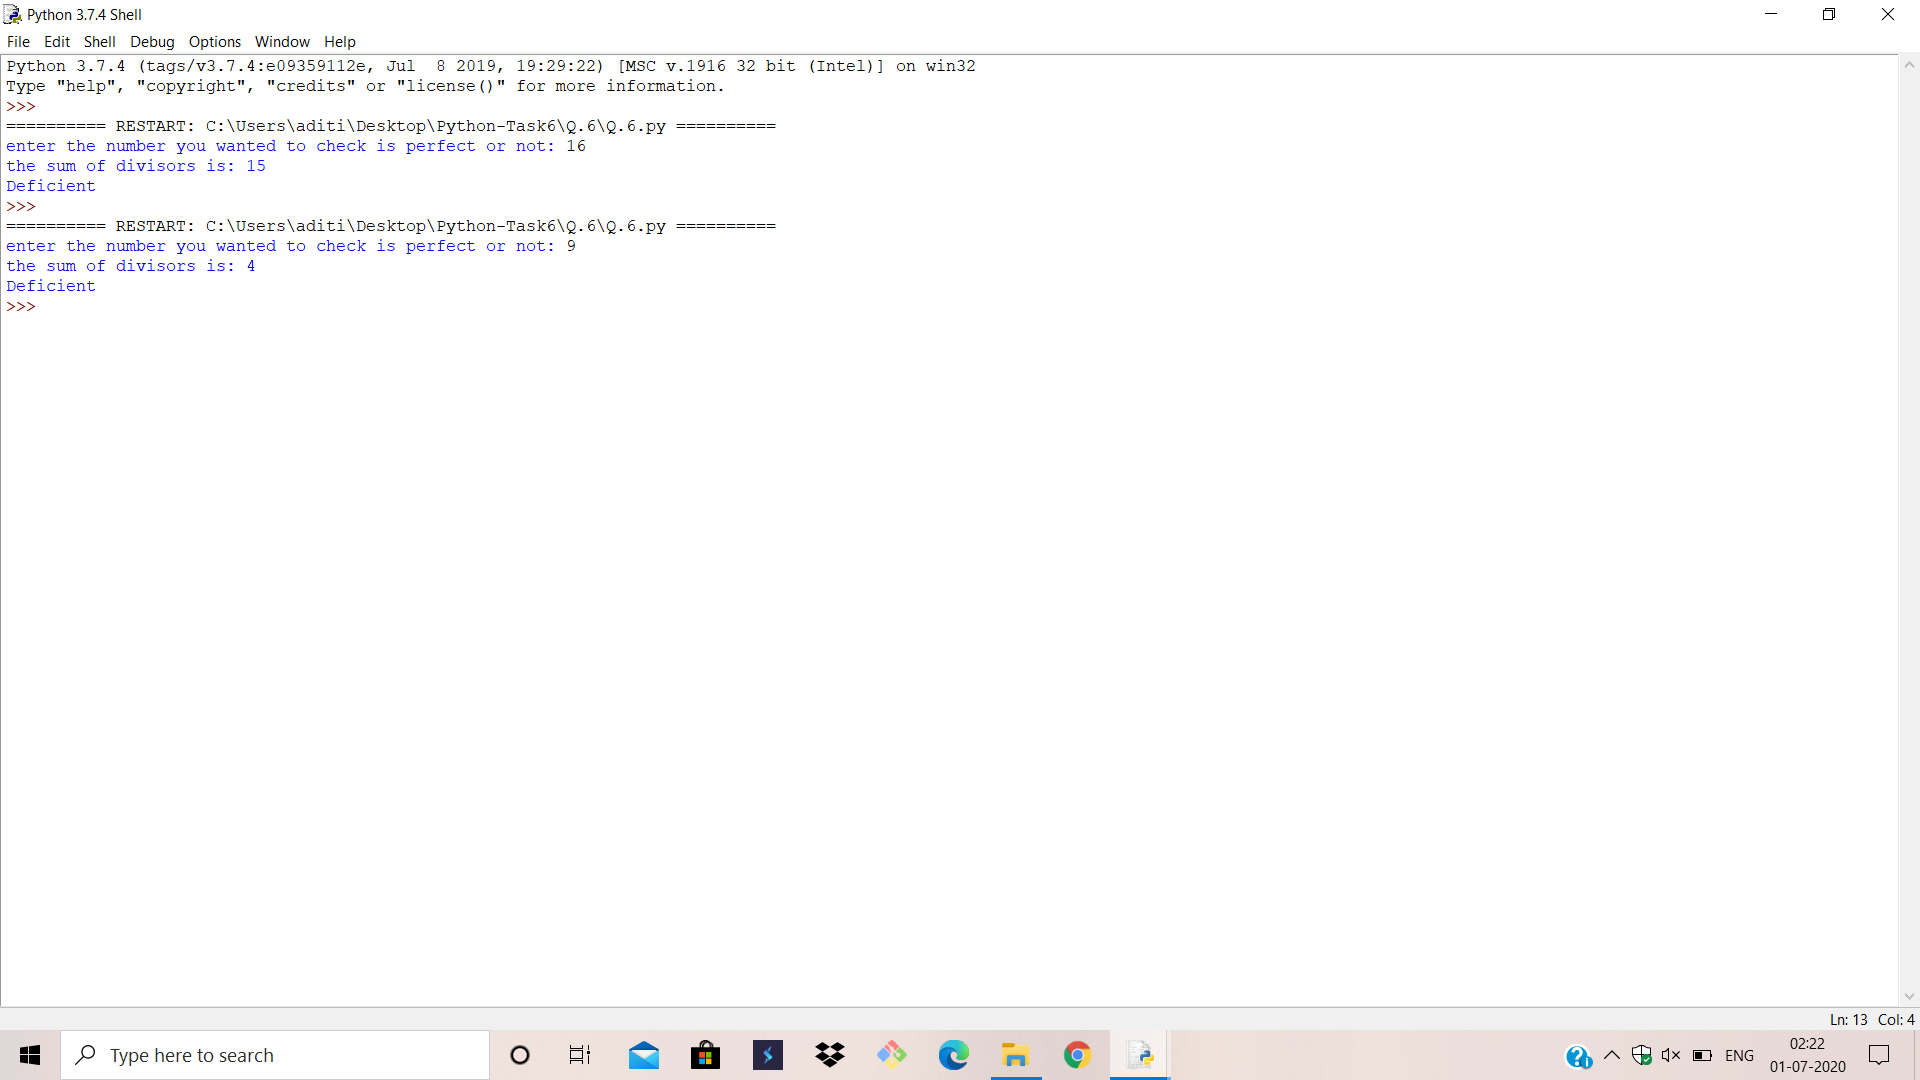 Python 3.7.4 Shell
File Edit Shell Debug Options Window Help
Python 3.7.4 (tags/v3.7.4:e09359112e, Jul  8 2019, 19:29:22) [MSC v.1916 32 bit (Intel)] on win32
Type "help", "copyright", "credits" or "license()" for more information.
>>>
========== RESTART: C:\Users\aditi\Desktop\Python-Task6\Q.6\Q.6.py ==========
enter the number you wanted to check is perfect or not: 16
the sum of divisors is: 15
Deficient
>>>
========== RESTART: C:\Users\aditi\Desktop\Python-Task6\Q.6\Q.6.py ==========
enter the number you wanted to check is perfect or not: 9
the sum of divisors is: 4
Deficient
>>>
Ln: 13 Col: 4
Type here to search
ENG
02:22
01-07-2020